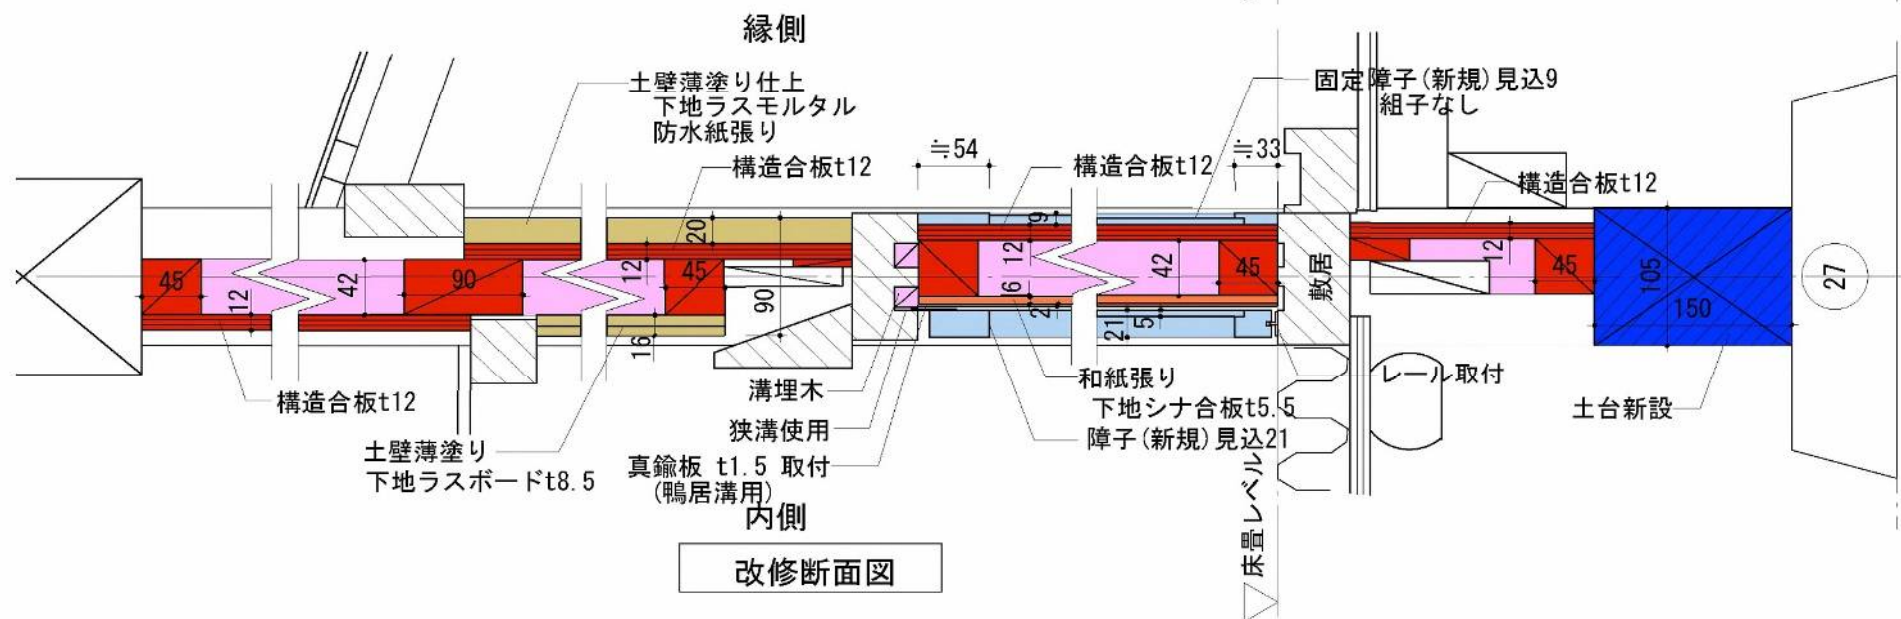 縁側
土壁薄塗り仕上
下地ラスモルタル
防水紙張り
構造合板t12
≒54
構造合板t12
≒33
固定障子(新規)見込9
組子なし
構造合板t12
20
9
12
45
12
42
90
12
45
90
16
12
42
45
6
2
21
5
敷居
12
45
105
150
27
構造合板t12
土壁薄塗り
下地ラスボードt8.5
溝埋木
狭溝使用
真鍮板 t1.5 取付
(鴨居溝用)
和紙張り
下地シナ合板t5.5
障子(新規)見込21
レール取付
土台新設
内側
床畳レベル
改修断面図